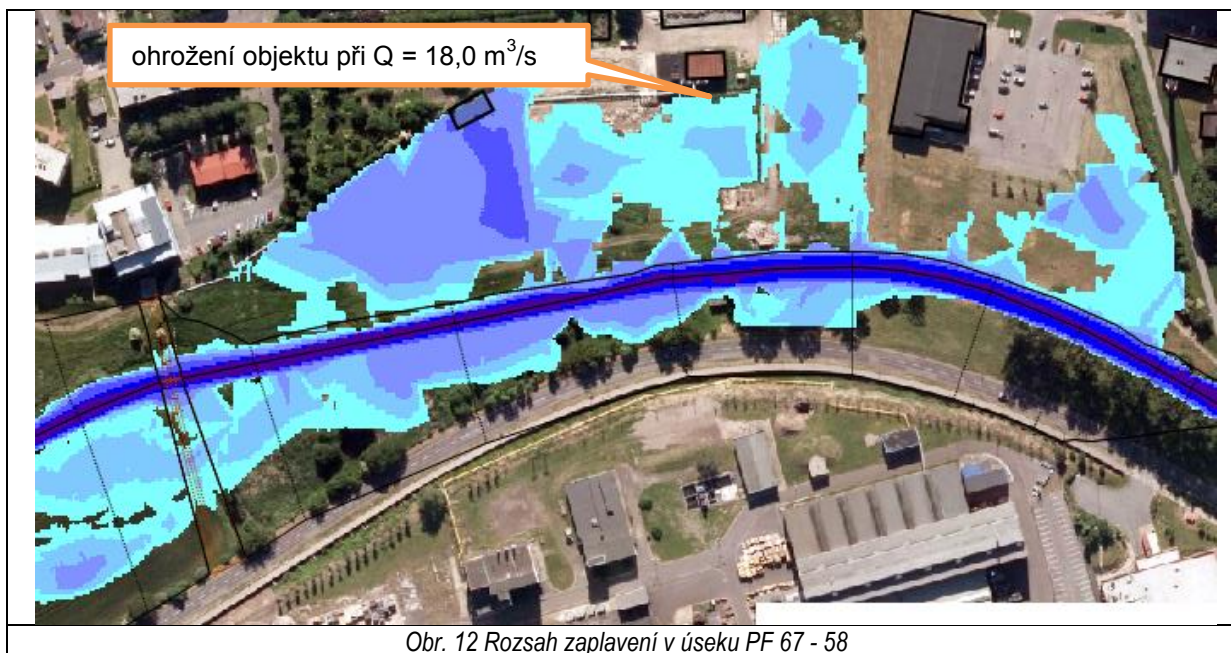 ohrožení objektu při Q = 18,0 m³/s
Obr. 12 Rozsah zaplavení v úseku PF 67 - 58